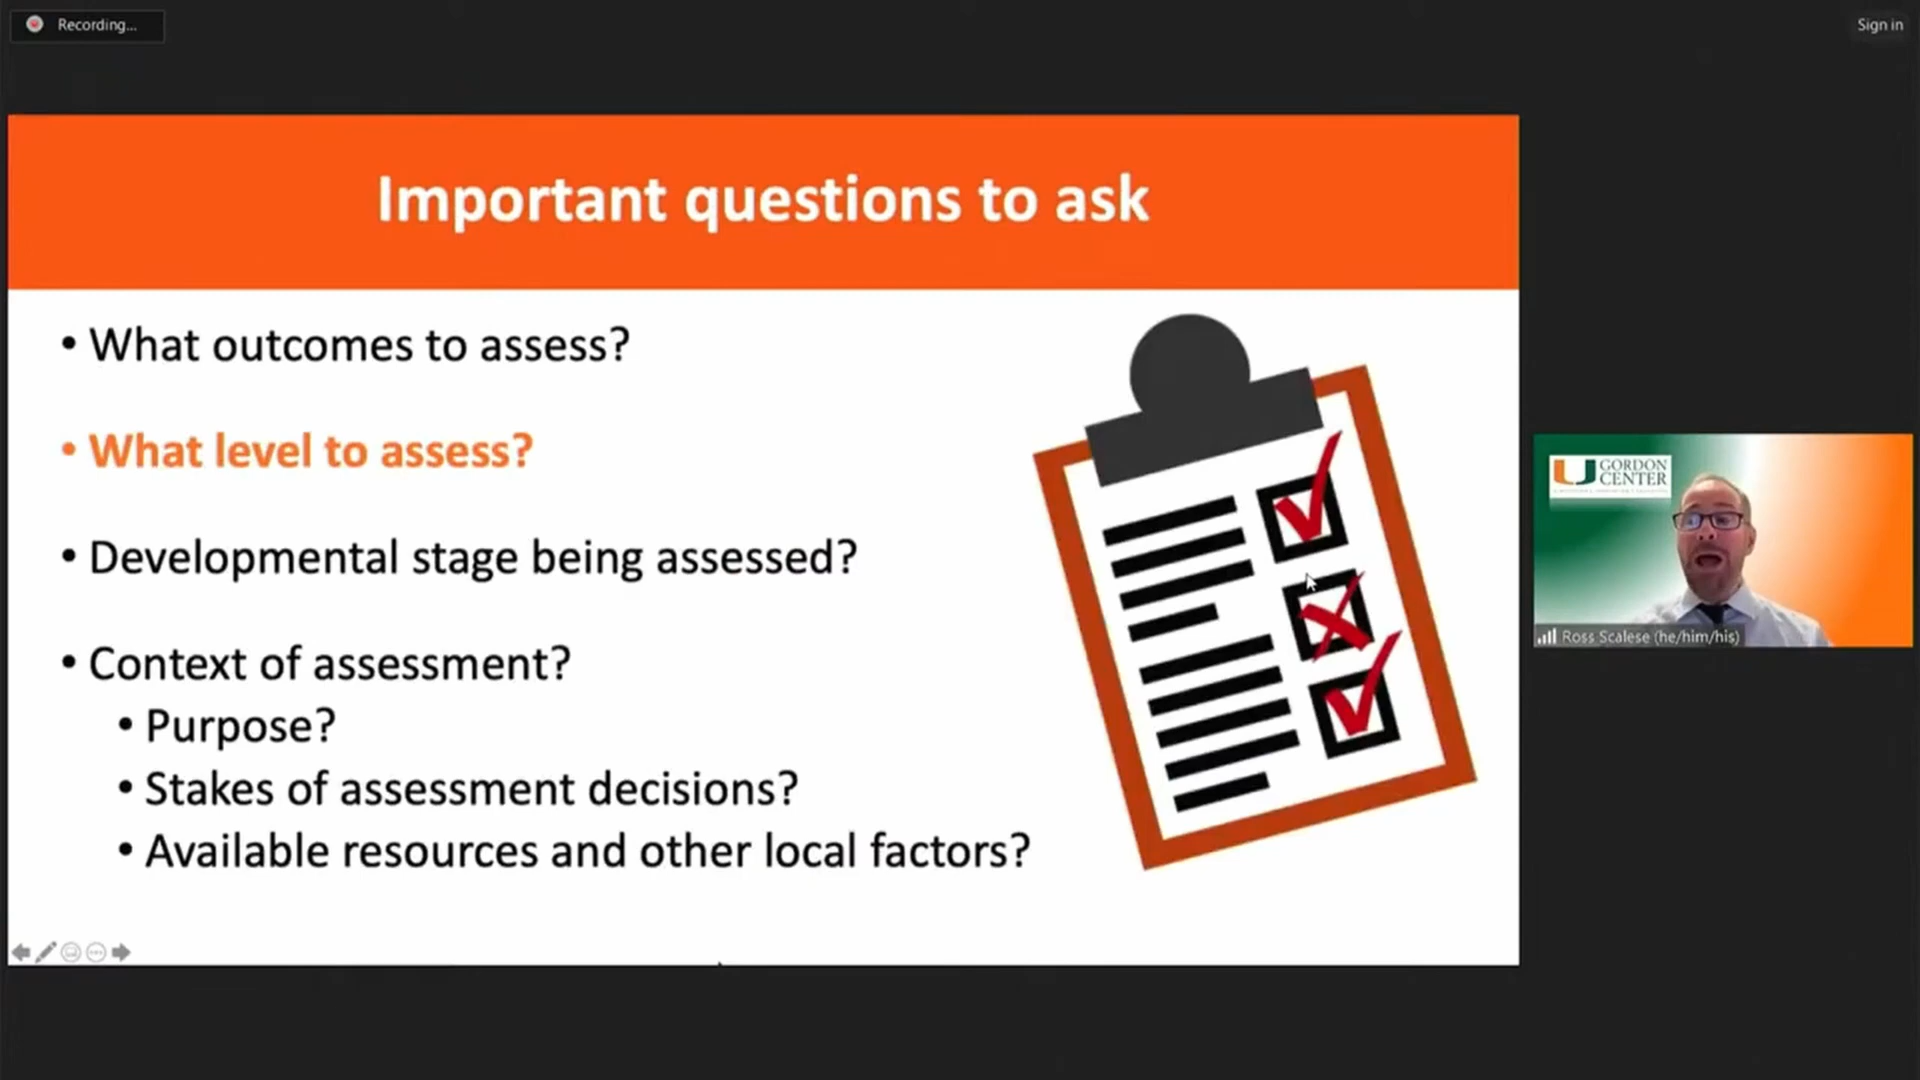 Recording...
Sign in
Important questions to ask
• What outcomes to assess?
• What level to assess?
• Developmental stage being assessed?
• Context of assessment?
• Purpose?
• Stakes of assessment decisions?
• Available resources and other local factors?
GORDON
CENTER
Ross Scalese (he/him/his)